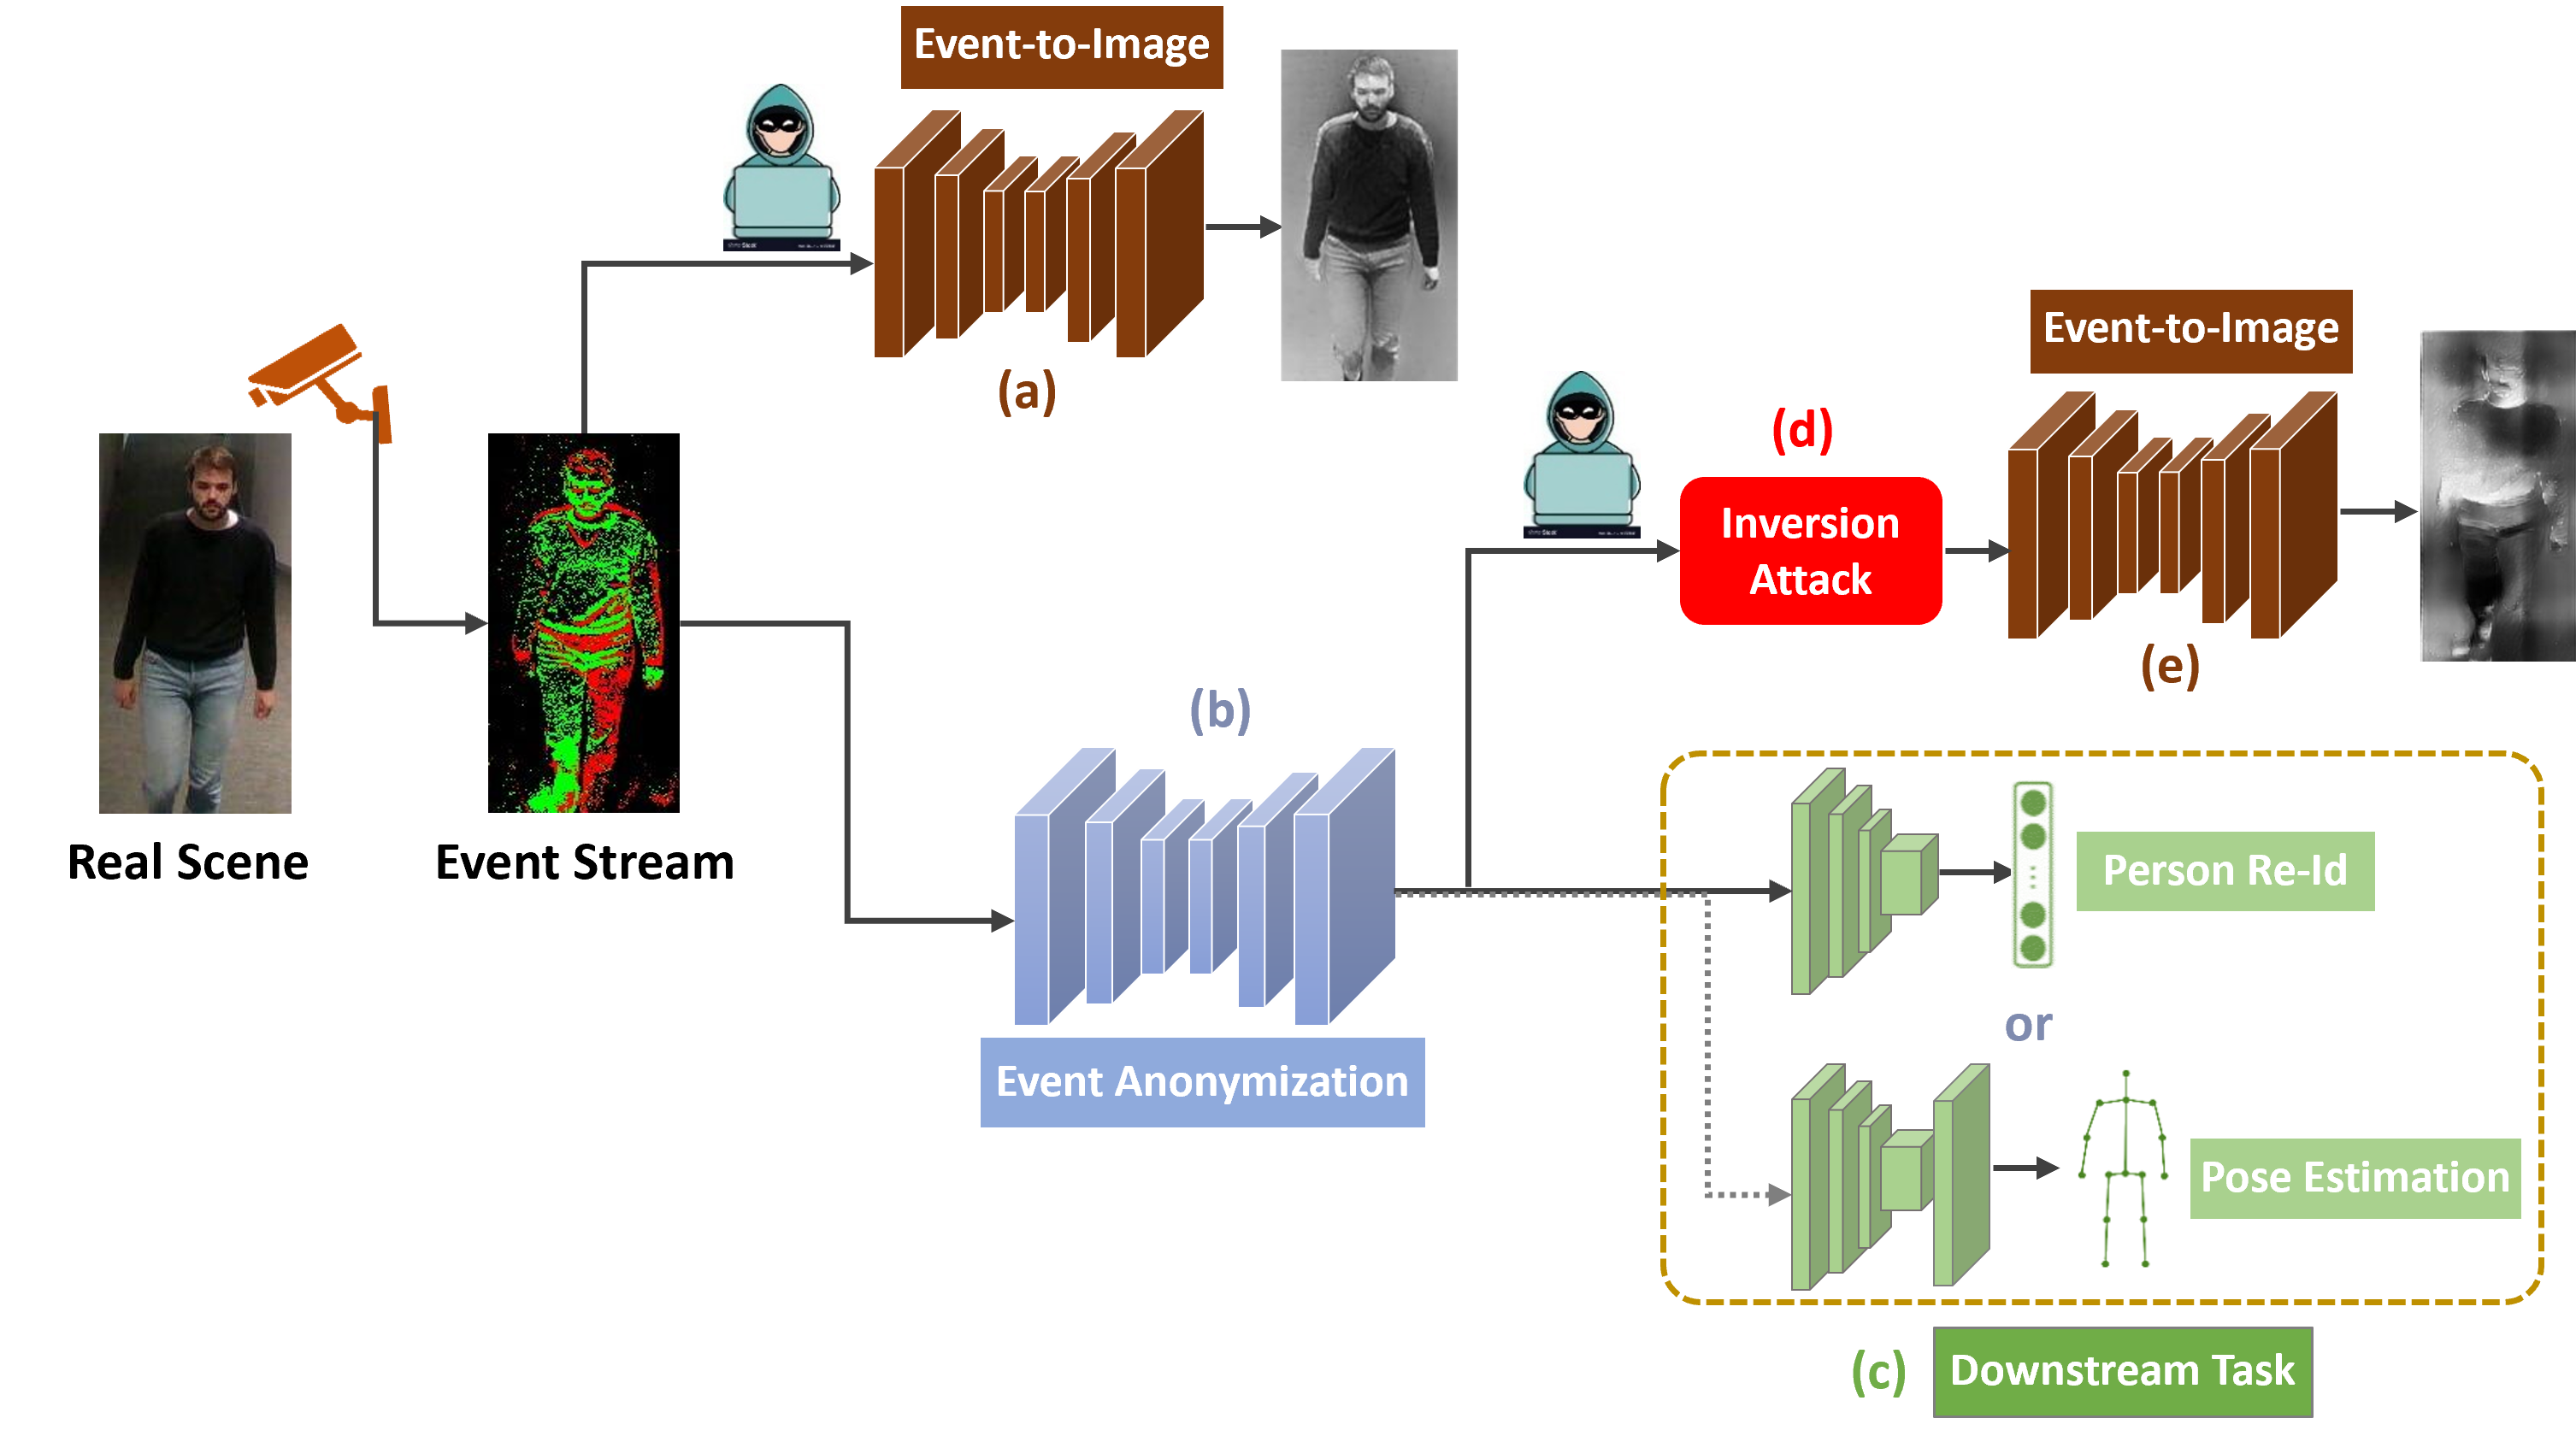 Event-to-Image
(a)
Real Scene
Event Stream
(b)
Event Anonymization
(d)
Inversion
Attack
Event-to-Image
(e)
Person Re-Id
or
Pose Estimation
(c)
Downstream Task